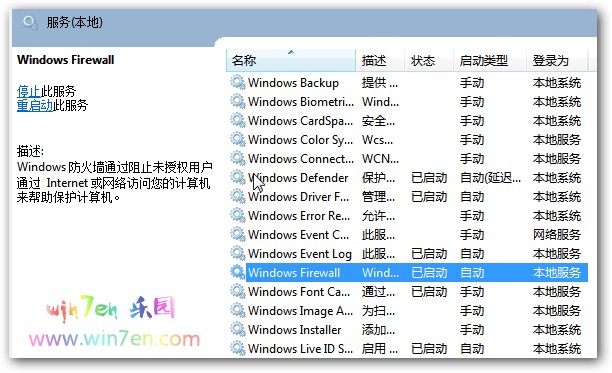 服务(本地)
Windows Firewall
停止此服务
重启动此服务
描述:
Windows 防火墙通过阻止未授权用户
通过 Internet 或网络访问您的计算机
来帮助保护计算机。
名称 描述 状态 启动类型 登录为
Windows Backup 提供 ... 手动 本地系统
Windows Biometri... Wind... 手动 本地系统
Windows CardSpa... 安全... 手动 本地系统
Windows Color Sy... Wcs... 手动 本地服务
Windows Connect... WCN... 手动 本地服务
Windows Defender 保护... 已启动 自动(延迟... 本地系统
Windows Driver F... 管理... 已启动 自动 本地系统
Windows Error Re... 允许... 手动 本地系统
Windows Event C... 此服... 手动 网络服务
Windows Event Log 此服... 已启动 自动 本地服务
Windows Firewall Wind... 已启动 自动 本地服务
Windows Font Ca... 通过... 已启动 自动 本地服务
Windows Image A... 为扫... 手动 本地服务
Windows Installer 添加... 手动 本地系统
Windows Live ID S... 启用 ... 已启动 自动 本地系统
win7en 乐园
www.win7en.com